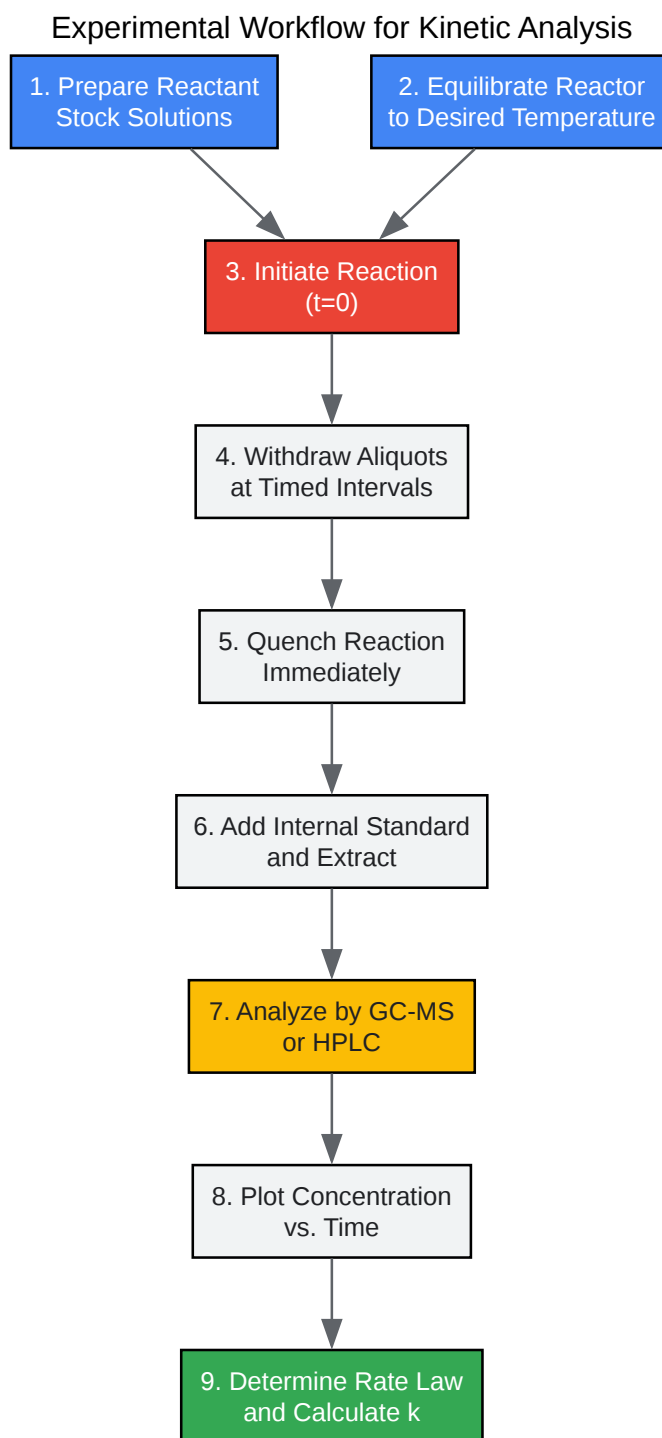 Experimental Workflow for Kinetic Analysis
1. Prepare Reactant
Stock Solutions
2. Equilibrate Reactor
to Desired Temperature
3. Initiate Reaction
(t=0)
4. Withdraw Aliquots
at Timed Intervals
5. Quench Reaction
Immediately
6. Add Internal Standard
and Extract
7. Analyze by GC-MS
or HPLC
8. Plot Concentration
vs. Time
9. Determine Rate Law
and Calculate k